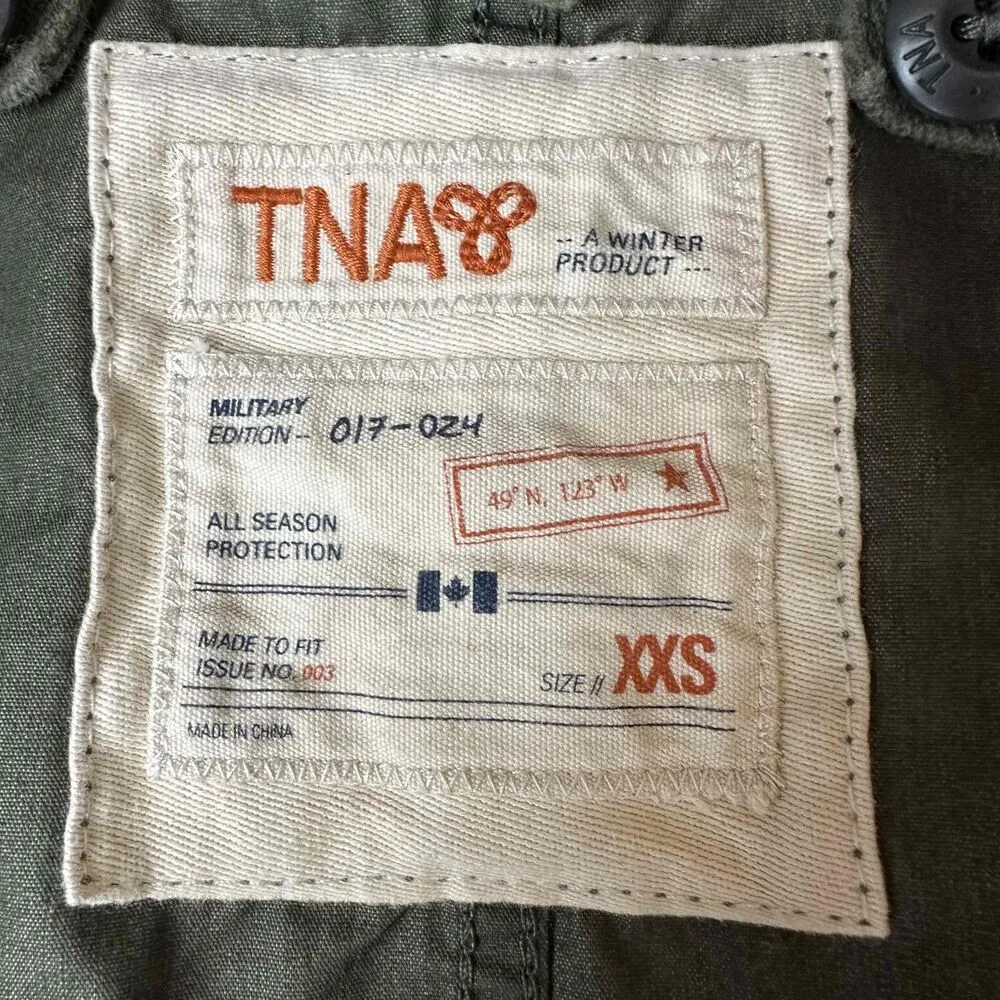 TNA
TNA
-- A WINTER
PRODUCT ---
MILITARY
EDITION -- 017-024
49° N, 123° W
ALL SEASON
PROTECTION
MADE TO FIT
ISSUE NO. 003
SIZE // XXS
MADE IN CHINA